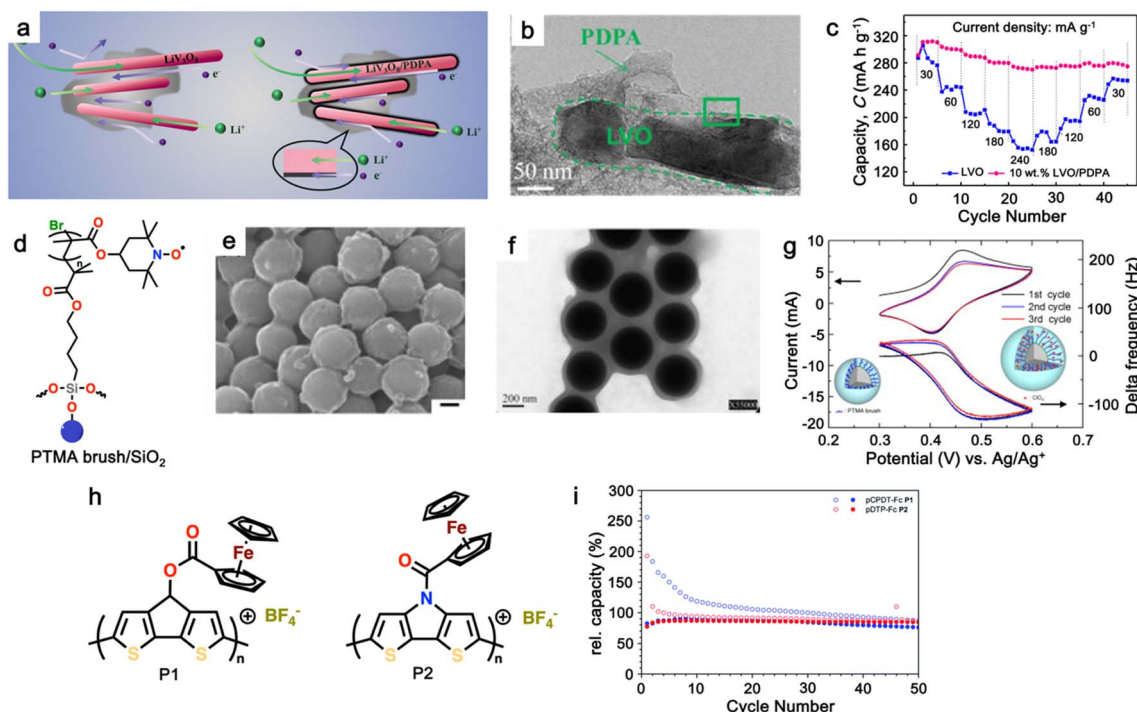 a
LiV3O8
e-
Li+
LiV3O8/PDPA
e-
Li+
Li+
e-
b
PDPA
LVO
50 nm
c
Current density: mA g-1
Capacity, C (mA h g-1)
320
280
240
200
160
120
30
60
120
180
240
180
120
60
30
LVO
10 wt.% LVO/PDPA
0 10 20 30 40
Cycle Number
d
Br
n
n
O
O
N
O•
O
O
O
Si
O
O
PTMA brush/SiO2
e
f
200 nm
X55000
g
Current (mA)
10
5
0
-5
-10
-15
-20
200
100
0
-100
Delta frequency (Hz)
1st cycle
2nd cycle
3rd cycle
PTMA brush
ClO4
0.2 0.3 0.4 0.5 0.6 0.7
Potential (V) vs. Ag/Ag+
h
O
O
Fe
S
S
n
+
BF4-
P1
O
Fe
N
S
S
n
+
BF4-
P2
i
rel. capacity (%)
300
250
200
150
100
50
0
pCPDT-Fc P1
pDTP-Fc P2
0 10 20 30 40 50
Cycle Number